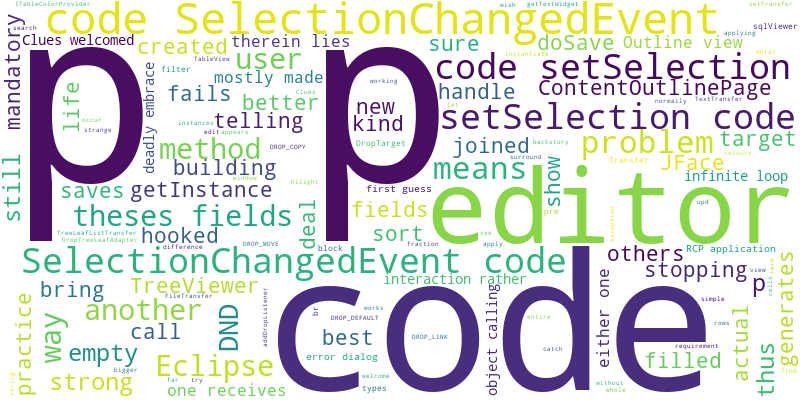 ITableColorProvider
code SelectionChangedEvent
wish
getTextWidget
setTransfer
search
sqlViewer
applying
Clues welcomed
created
therein lies
sure
doSave
Outline view
mandatory
user
instantiate
TableView
mostly made
filter
p p
code setSelection
fails
better
working
Clues
handle
ContentOutlinePage
life
deadly embrace
instances
new
kind
let
TextTransfer
setSelection code
occur
telling
strange
edit
appears
normally
method
DROP_COPY
DropTarget
backstory
joined
problem
target
building
surround
colours
means
Transfer
JFace
still
saves
getInstance
hilight
first guess
show
infinite loop
window
pre
editor
theses fields
deal
fields
upd
TreeLeafListTransfer
hooked
sort
see
exception
DropTreeLeafAdapter
difference
DROP_MOVE
block
fraction
apply
RCP application
SelectionChangedEvent code
others
stopping
view
cells
term
TreeViewer
interaction rather
p
generates
bring
FileTransfer
code
practice
another
addDropListener
br
works
object calling
either one
simple
way
call
DND
DROP_DEFAULT
entire
rows
actual
thus
best
DROP_LINK
requirement
empty
error dialog
catch
filled
Eclipse
bigger
without
find
strong
far
try
types
welcome
whole
string
one receives